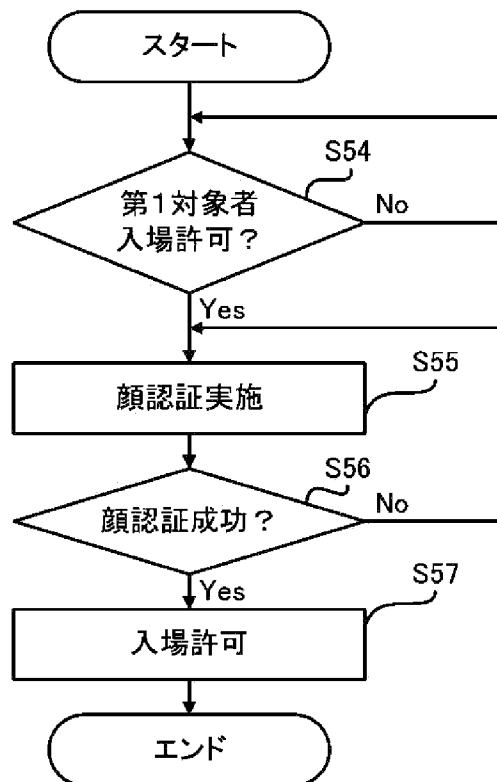 スタート
S54
第1対象者
入場許可?
No
Yes
S55
顔認証実施
S56
顔認証成功?
No
Yes
S57
入場許可
エンド